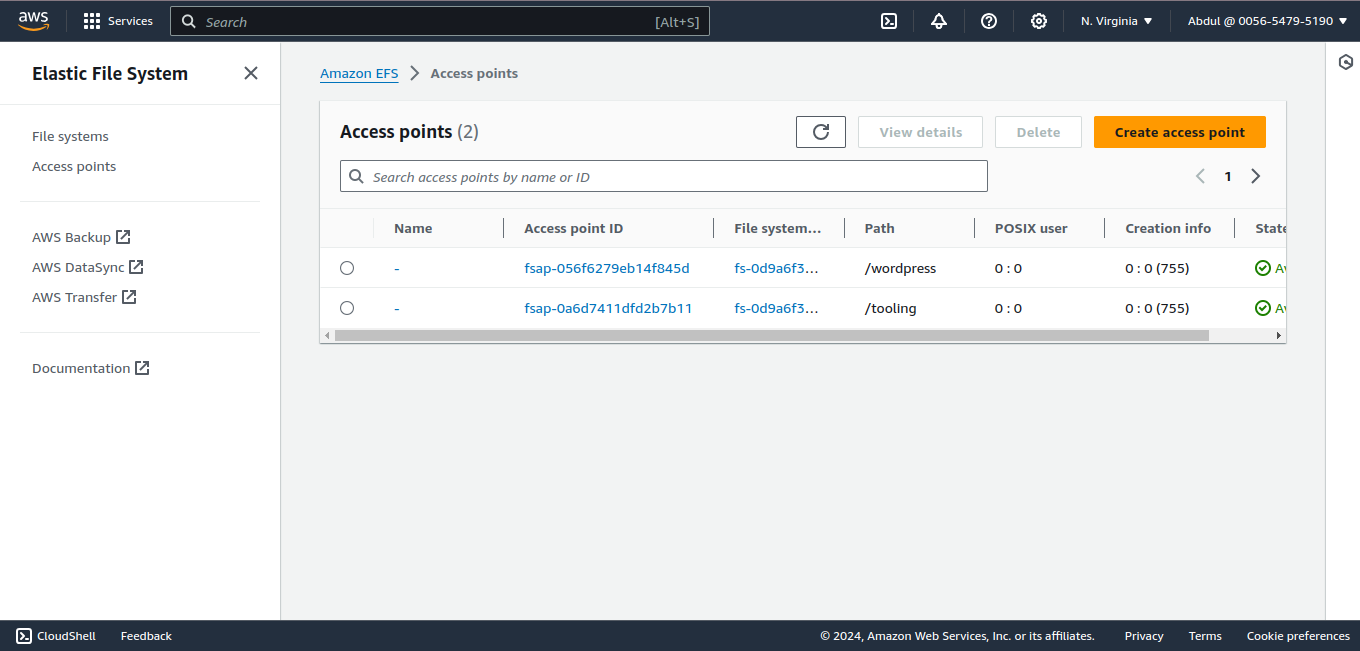 aws Services Search [Alt+S] N. Virginia Abdul @ 0056-5479-5190
Elastic File System
File systems
Access points
AWS Backup
AWS DataSync
AWS Transfer
Documentation
Amazon EFS > Access points
Access points (2) View details Delete Create access point
Search access points by name or ID 1
Name Access point ID File system... Path POSIX user Creation info State
- fsap-056f6279eb14f845d fs-0d9a6f3... /wordpress 0 : 0 0 : 0 (755) Av
- fsap-0a6d7411dfd2b7b11 fs-0d9a6f3... /tooling 0 : 0 0 : 0 (755) Av
CloudShell Feedback © 2024, Amazon Web Services, Inc. or its affiliates. Privacy Terms Cookie preferences